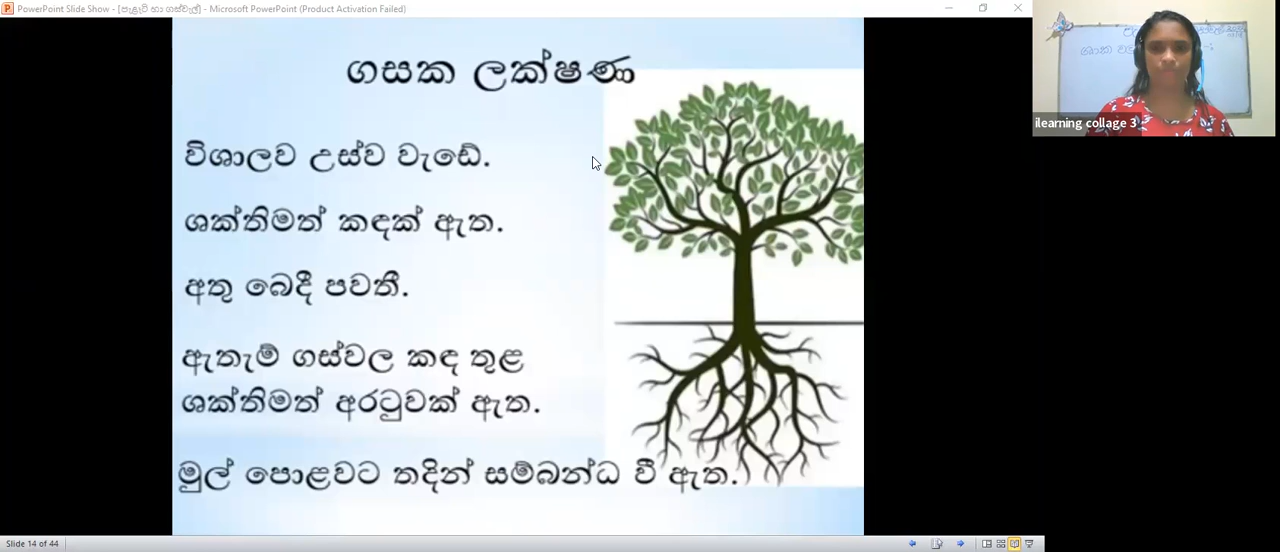 PowerPoint Slide Show - [පැළෑටි හා ගස්වැල්] - Microsoft PowerPoint (Product Activation Failed)
ගසක ලක්ෂණ
විශාලව උස්ව වැඩේ.
ශක්තිමත් කඳක් ඇත.
අතු බෙදී පවතී.
ඇතැම් ගස්වල කඳ තුළ
ශක්තිමත් අරටුවක් ඇත.
මුල් පොළවට තදින් සම්බන්ධ වී ඇත.
ilearning collage 3
Slide 14 of 44